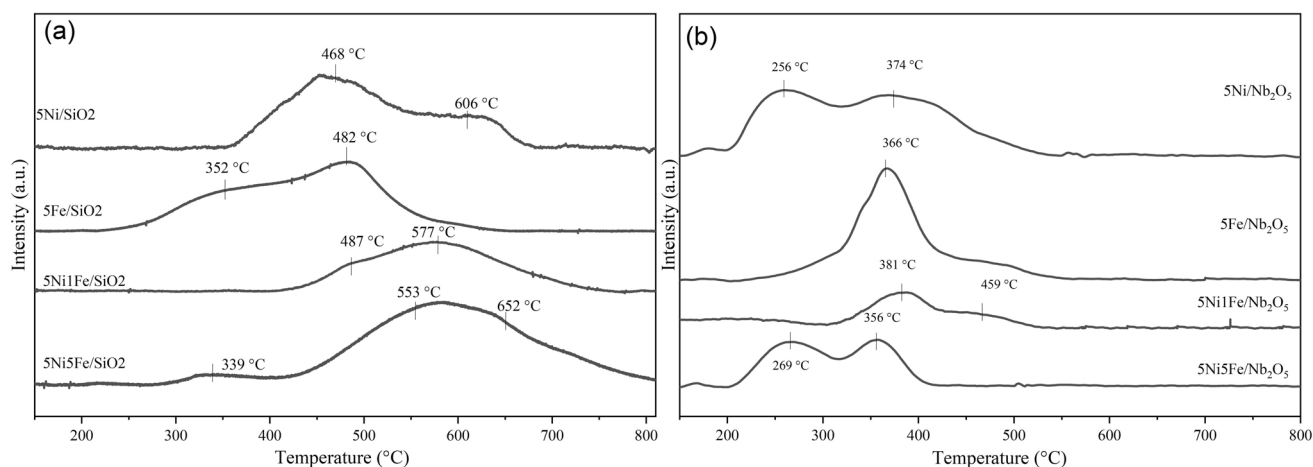 (a)
468 °C
606 °C
5Ni/SiO2
482 °C
352 °C
5Fe/SiO2
487 °C
577 °C
5Ni1Fe/SiO2
553 °C
652 °C
339 °C
5Ni5Fe/SiO2
Intensity (a.u.)
200 300 400 500 600 700 800
Temperature (°C)
(b)
256 °C
374 °C
5Ni/Nb₂O₅
366 °C
5Fe/Nb₂O₅
381 °C
459 °C
5Ni1Fe/Nb₂O₅
356 °C
269 °C
5Ni5Fe/Nb₂O₅
Intensity (a.u.)
200 300 400 500 600 700 800
Temperature (°C)